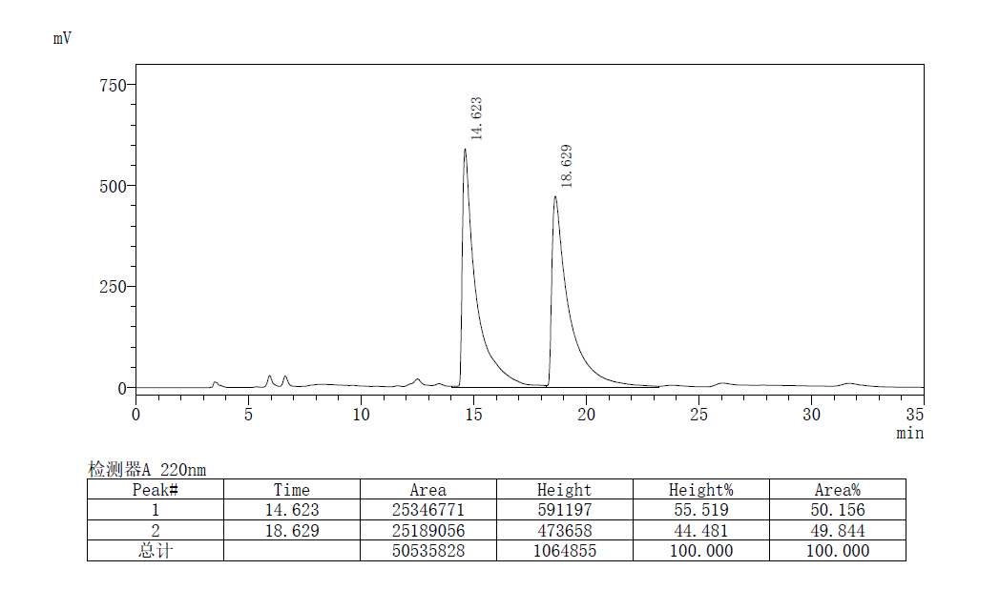 mV
750
500
250
0
14.623
18.629
0 5 10 15 20 25 30 35
min
检测器A 220nm
Peak# Time Area Height Height% Area%
1 14.623 25346771 591197 55.519 50.156
2 18.629 25189056 473658 44.481 49.844
总计 50535828 1064855 100.000 100.000